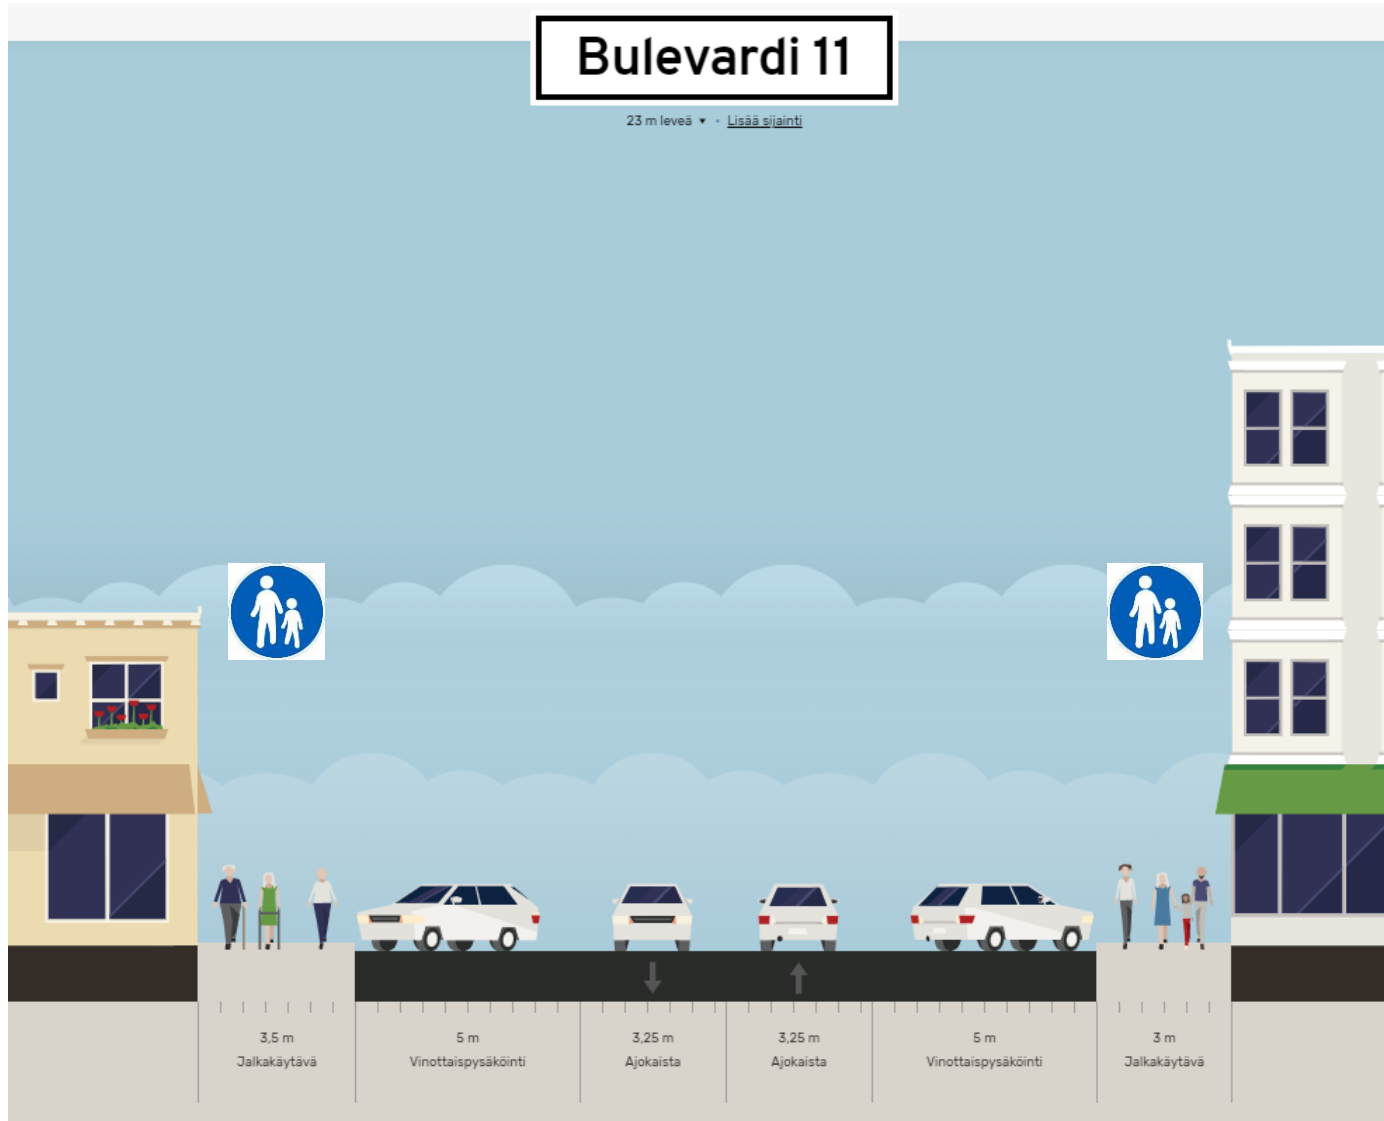 Bulevardi 11
23 m leveä ▾ • Lisää sijainti
3,5 m
Jalkakäytävä
5 m
Vinottaispysäköinti
3,25 m
Ajokaista
3,25 m
Ajokaista
5 m
Vinottaispysäköinti
3 m
Jalkakäytävä